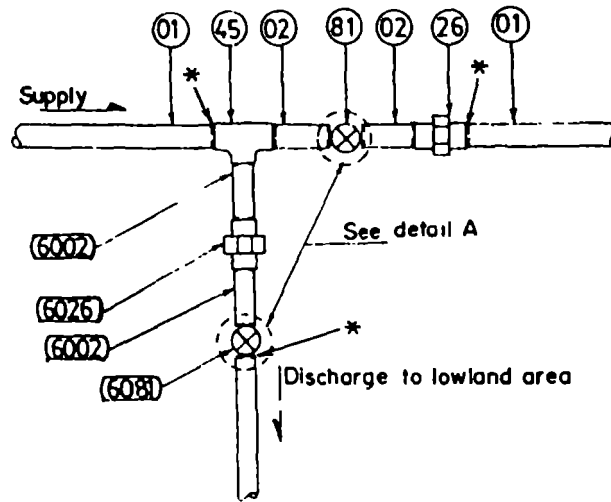 01 45 02 81 02 26 01
* *
Supply
See detail A
6002
6026
6002
*
6081
Discharge to lowland area